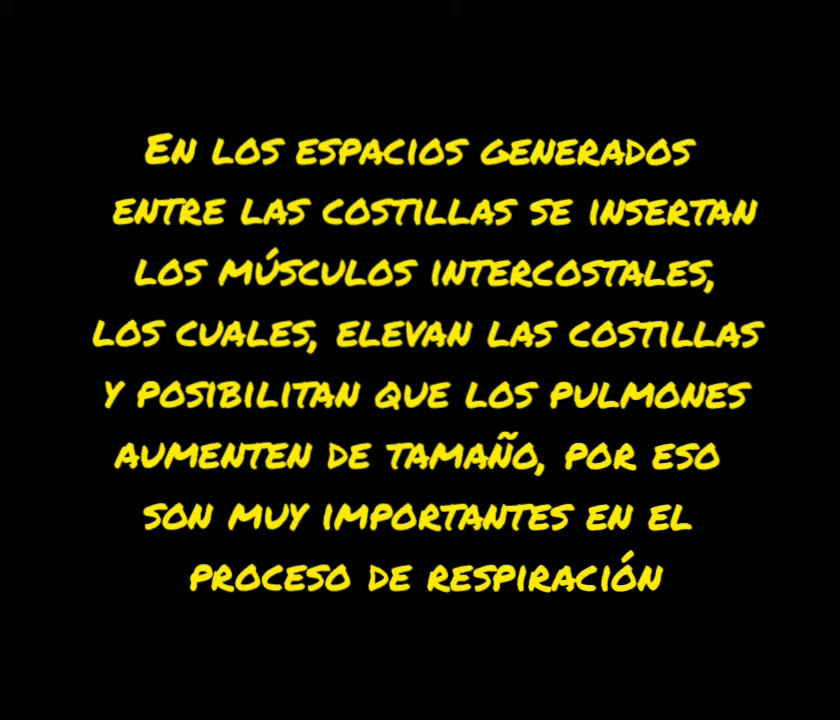 En los espacios generados
entre las costillas se insertan
los músculos intercostales,
los cuales, elevan las costillas
y posibilitan que los pulmones
aumenten de tamaño, por eso
son muy importantes en el
proceso de respiración